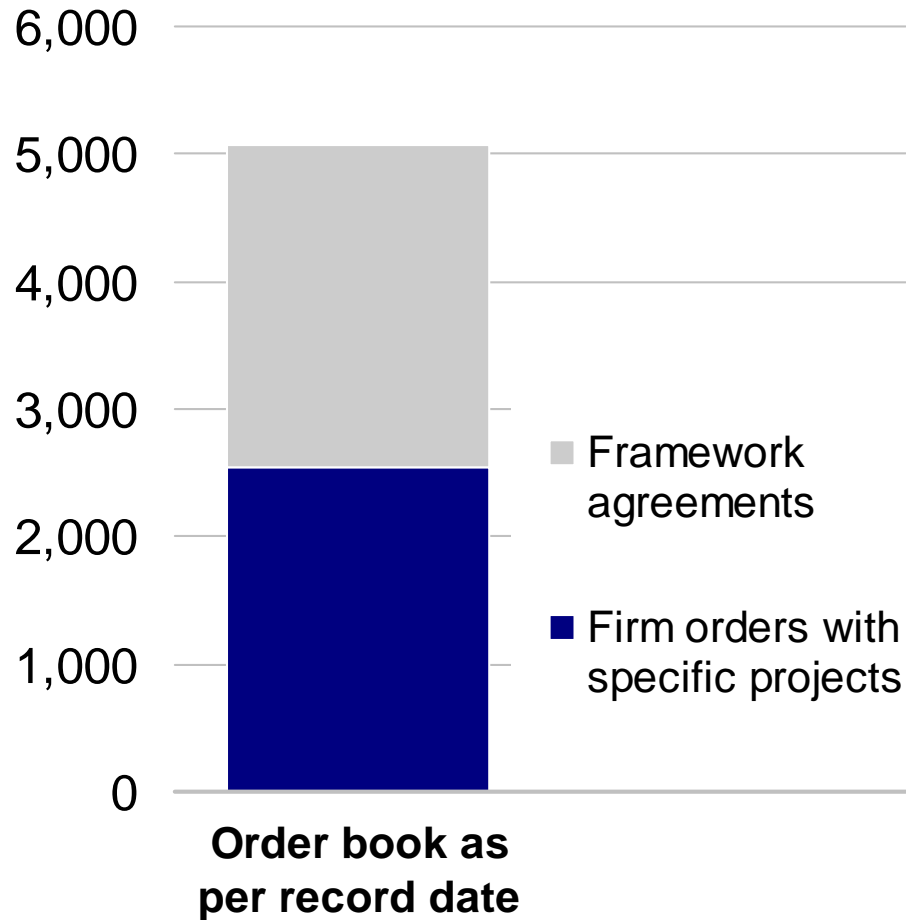 6,000
5,000
4,000
3,000
2,000
1,000
0
Framework
agreements
Firm orders with
specific projects
Order book as
per record date